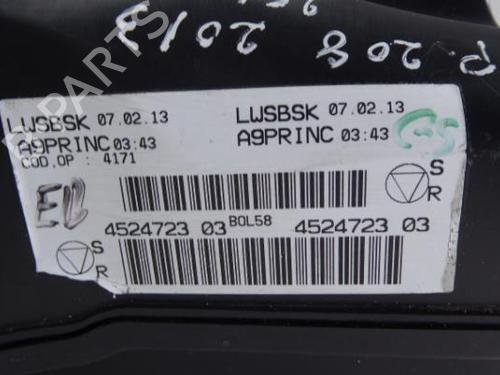 P. 208 2013
LWSBSK 07.02.13
A9PRINC 03:43
COD.OP : 4171
LWSBSK 07.02.13
A9PRINC 03:43
S
R
4524723 03 BOL58 4524723 03
S
R